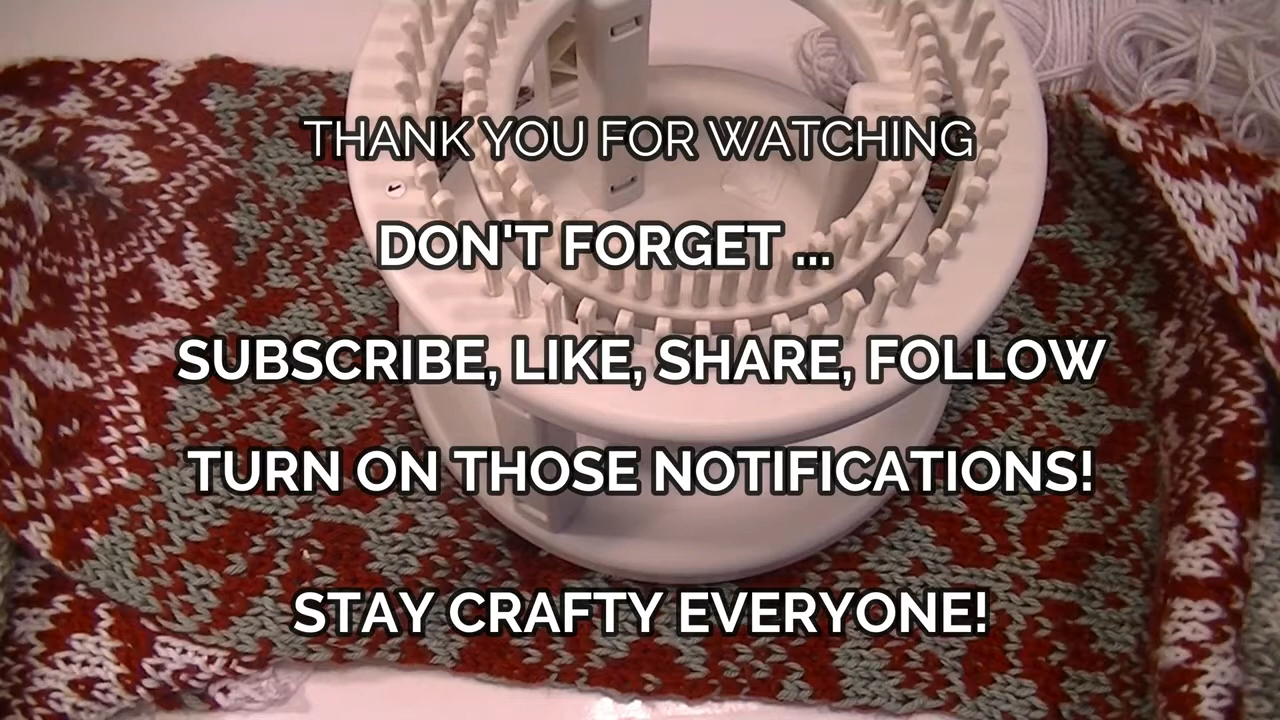 THANK YOU FOR WATCHING
DON'T FORGET ...
SUBSCRIBE, LIKE, SHARE, FOLLOW
TURN ON THOSE NOTIFICATIONS!
STAY CRAFTY EVERYONE!